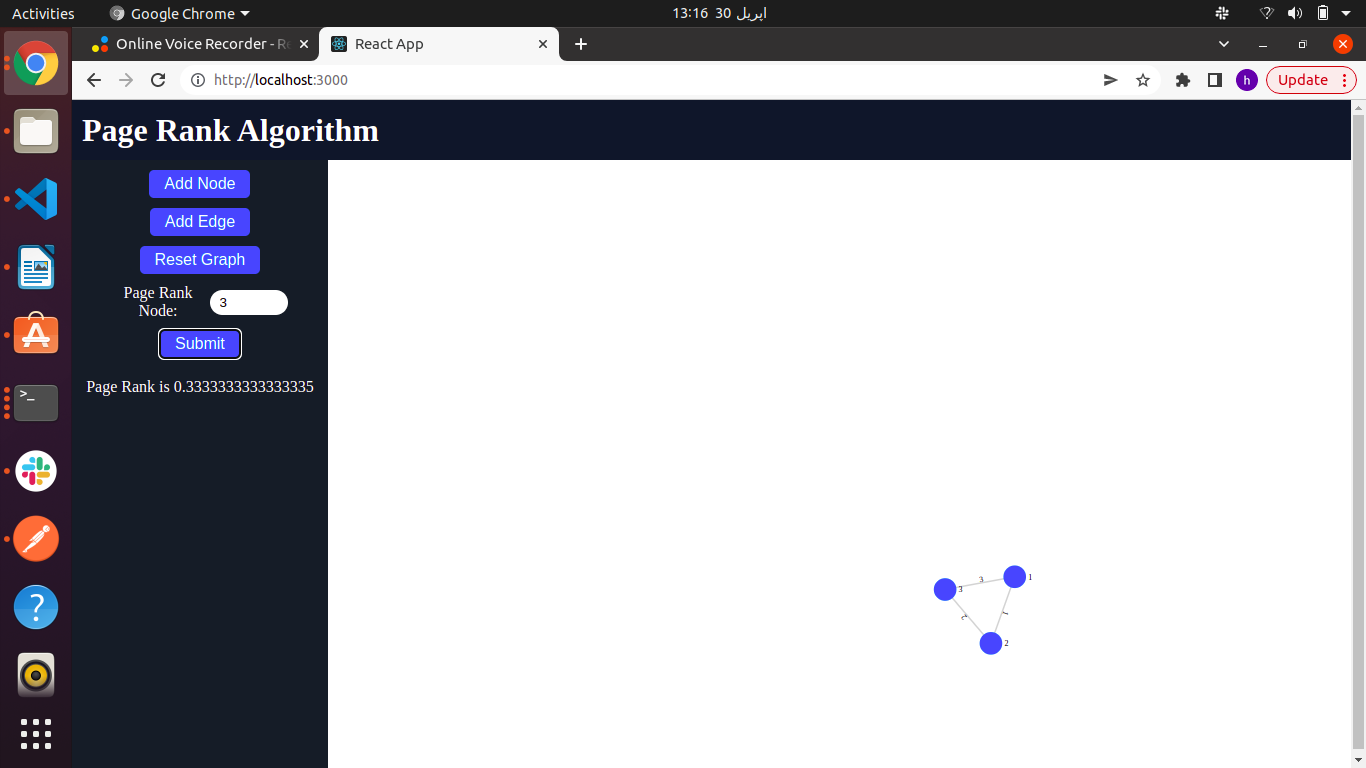 Activities
Google Chrome
13:16 30 اپریل
Online Voice Recorder - Re
React App
http://localhost:3000
h
Update
Page Rank Algorithm
Add Node
Add Edge
Reset Graph
Page Rank
Node:
3
Submit
Page Rank is 0.3333333333333335
3
3
1
2
1
2
>_
?